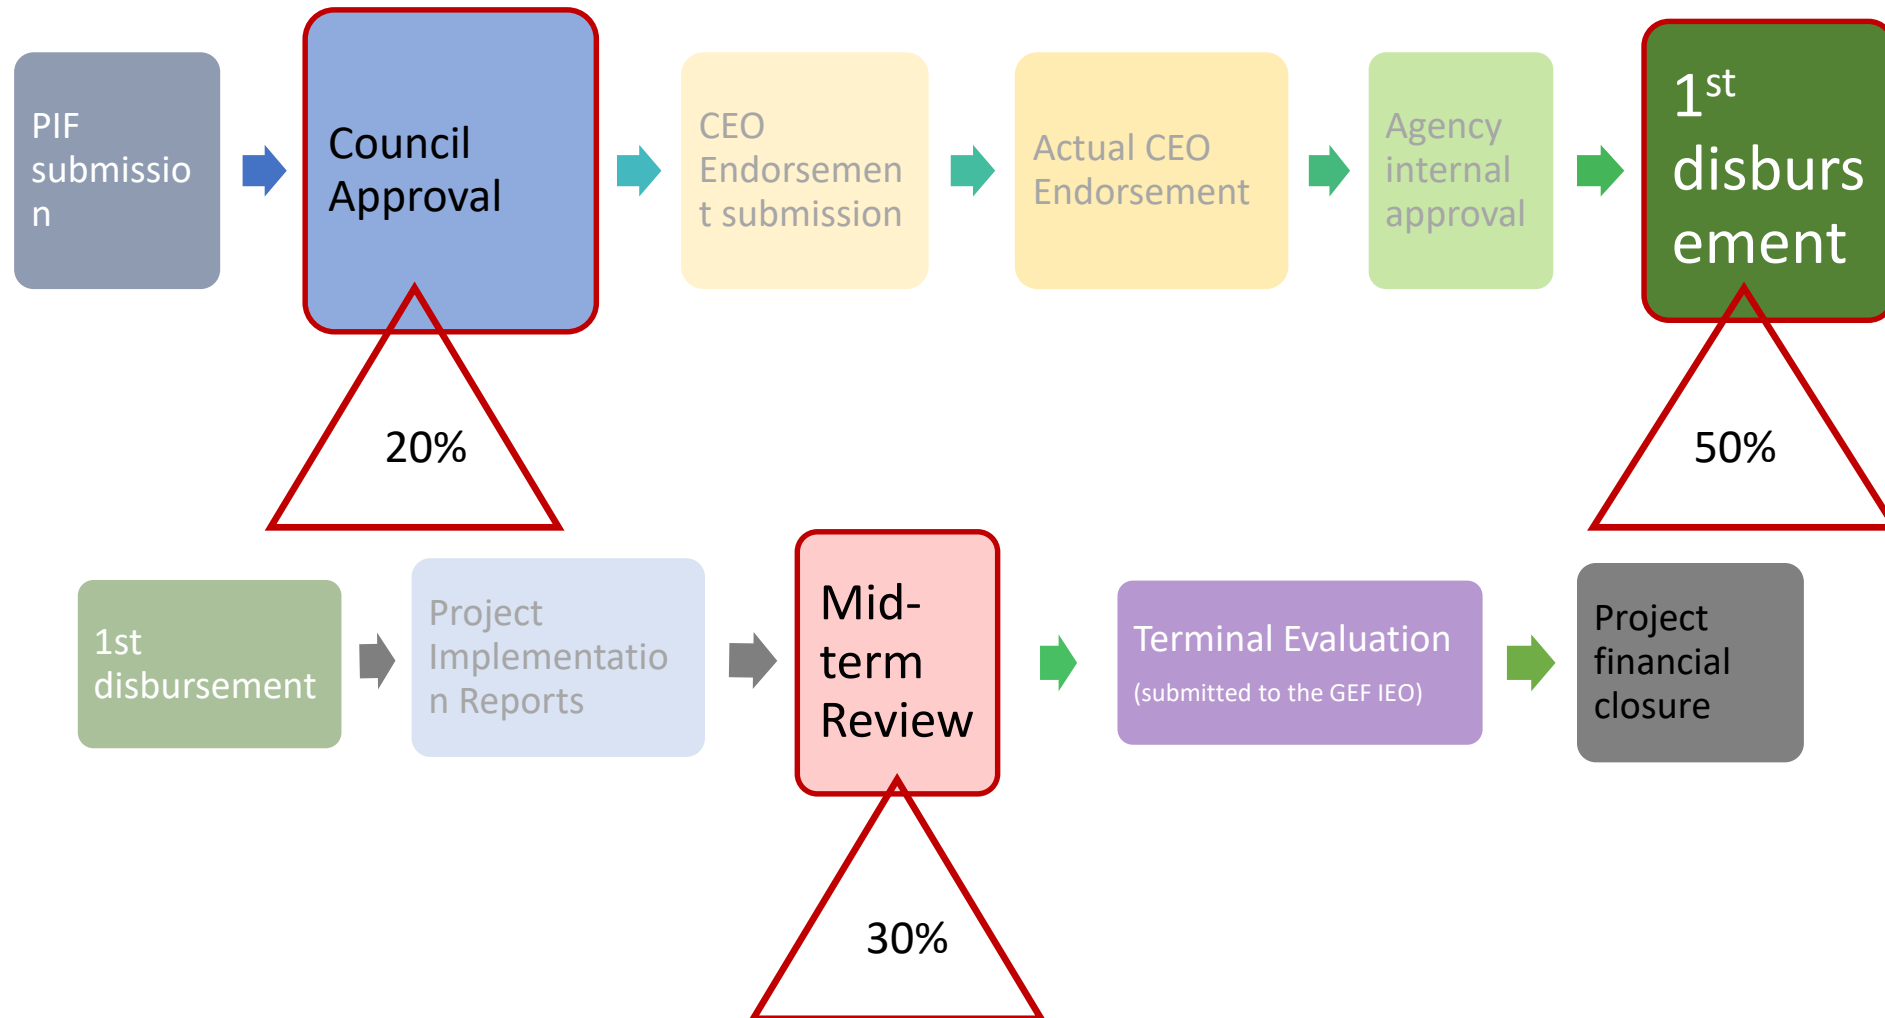 PIF
submissio
n
Council
Approval
CEO
Endorsemen
t submission
Actual CEO
Endorsement
Agency
internal
approval
1st
disburs
ement
20%
50%
1st
disbursement
Project
Implementatio
n Reports
Mid-
term
Review
Terminal Evaluation
(submitted to the GEF IEO)
Project
financial
closure
30%